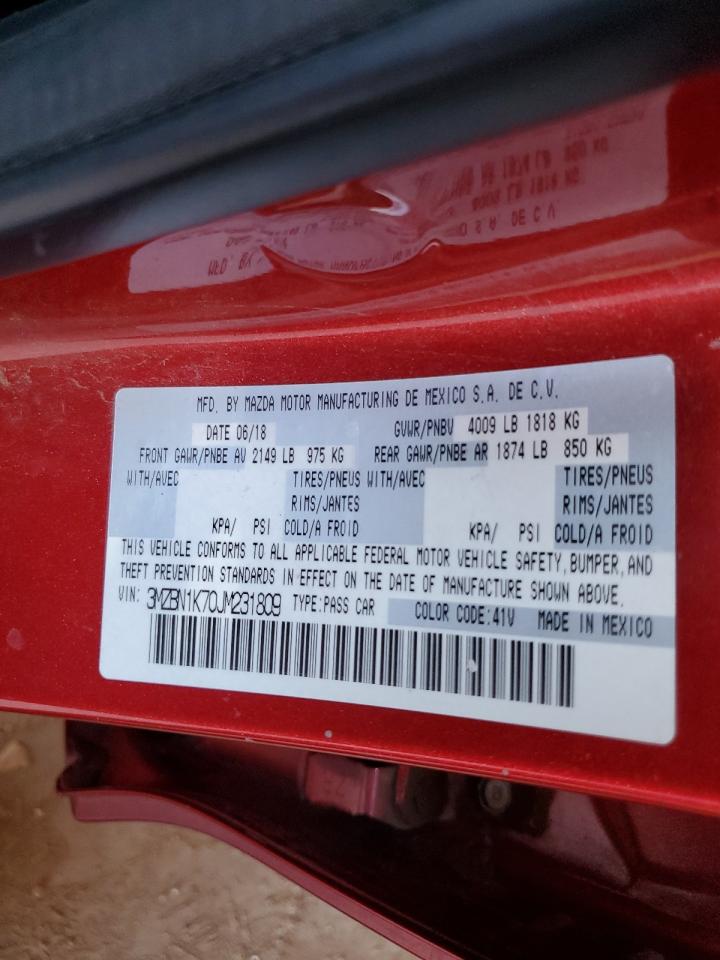 MFD. BY MAZDA MOTOR MANUFACTURING DE MEXICO S.A. DE C.V.
DATE 06/18 GVWR/PNBV 4009 LB 1818 KG
FRONT GAWR/PNBE AV 2149 LB 975 KG REAR GAWR/PNBE AR 1874 LB 850 KG
WITH/AVEC TIRES/PNEUS WITH/AVEC TIRES/PNEUS
RIMS/JANTES RIMS/JANTES
KPA/ PSI COLD/A FROID KPA/ PSI COLD/A FROID
THIS VEHICLE CONFORMS TO ALL APPLICABLE FEDERAL MOTOR VEHICLE SAFETY, BUMPER, AND
THEFT PREVENTION STANDARDS IN EFFECT ON THE DATE OF MANUFACTURE SHOWN ABOVE.
VIN: 3MZBN1K70JM231809 TYPE:PASS CAR COLOR CODE:41V MADE IN MEXICO